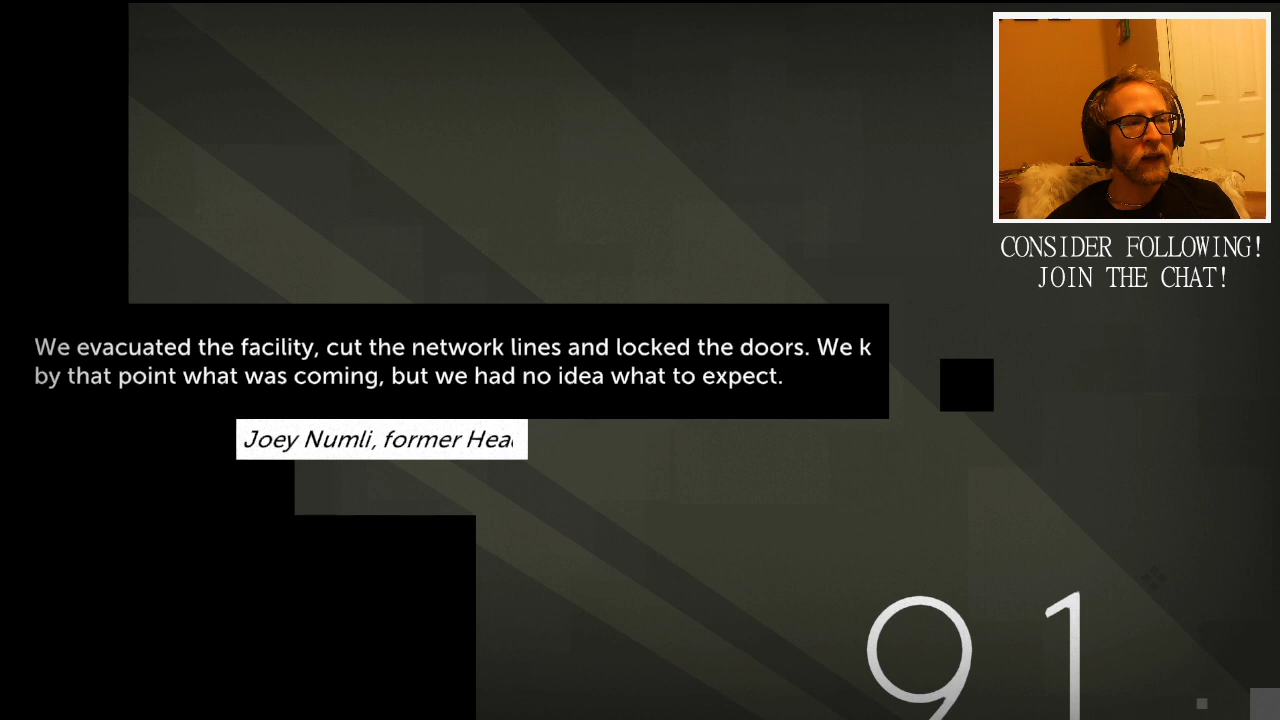 CONSIDER FOLLOWING!
JOIN THE CHAT!
We evacuated the facility, cut the network lines and locked the doors. We k
by that point what was coming, but we had no idea what to expect.
Joey Numli, former Hea
91